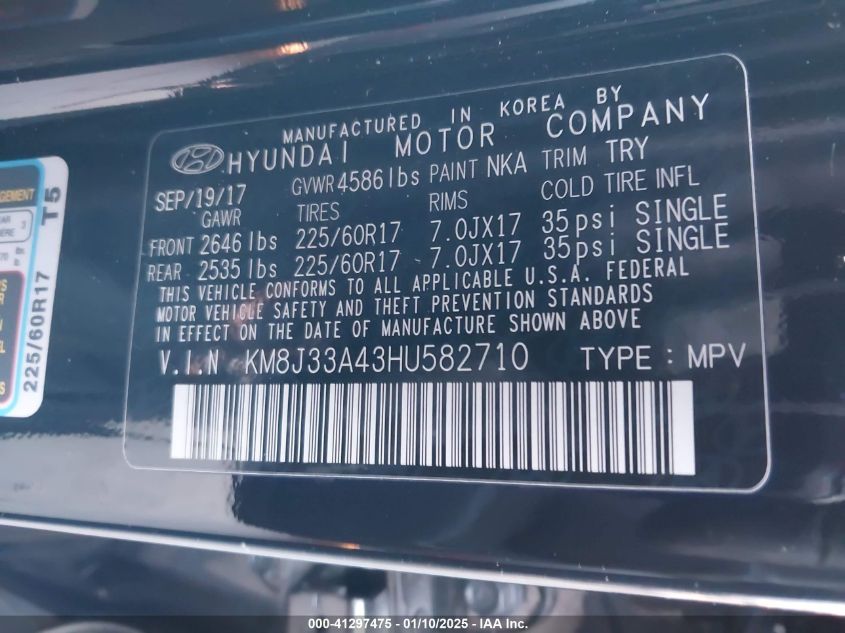 MANUFACTURED IN KOREA BY
HYUNDAI MOTOR COMPANY
SEP/19/17 GVWR 4586 lbs PAINT NKA TRIM TRY
GAWR TIRES RIMS COLD TIRE INFL
FRONT 2646 lbs 225/60R17 7.0JX17 35psi SINGLE
REAR 2535 lbs 225/60R17 7.0JX17 35psi SINGLE
THIS VEHICLE CONFORMS TO ALL APPLICABLE U.S.A. FEDERAL
MOTOR VEHICLE SAFETY AND THEFT PREVENTION STANDARDS
IN EFFECT ON THE DATE OF MANUFACTURE SHOWN ABOVE
V.I.N KM8J33A43HU582710 TYPE : MPV
225/60R17 T5
000-41297475 — 01/10/2025 — IAA Inc.